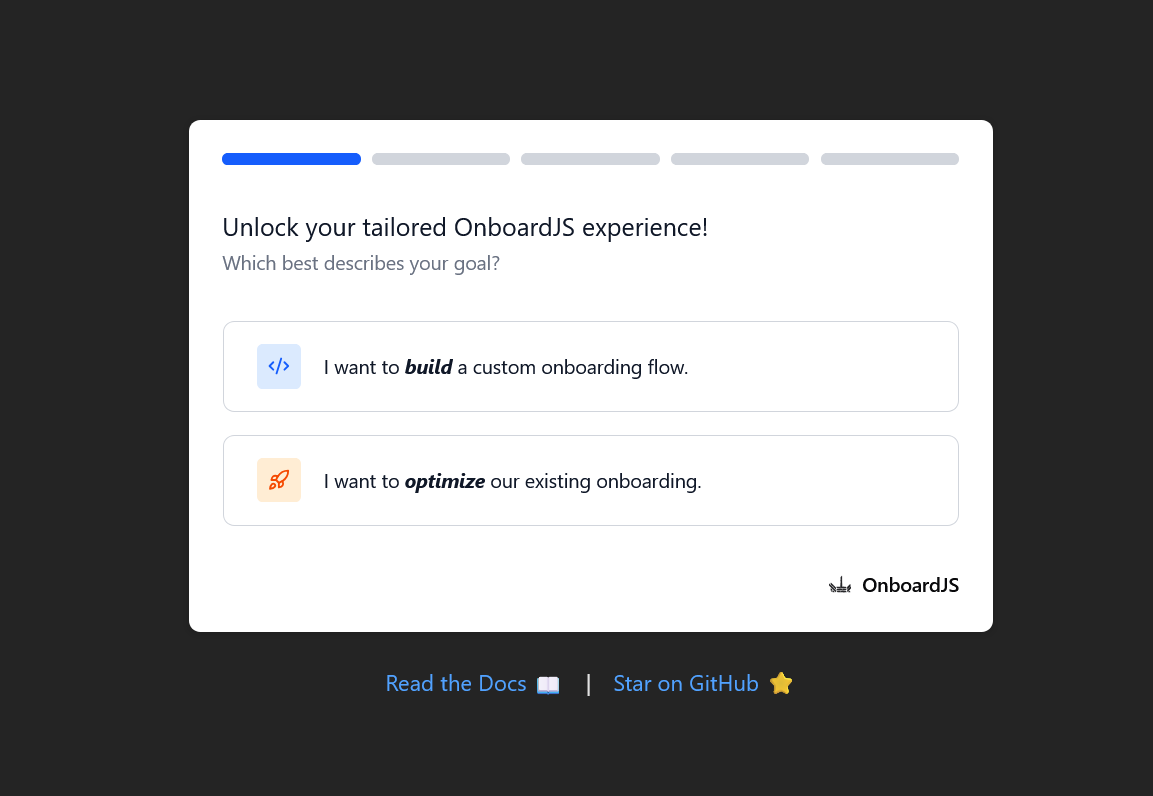 Unlock your tailored OnboardJS experience!
Which best describes your goal?
I want to build a custom onboarding flow.
I want to optimize our existing onboarding.
OnboardJS
Read the Docs 📖 | Star on GitHub ⭐